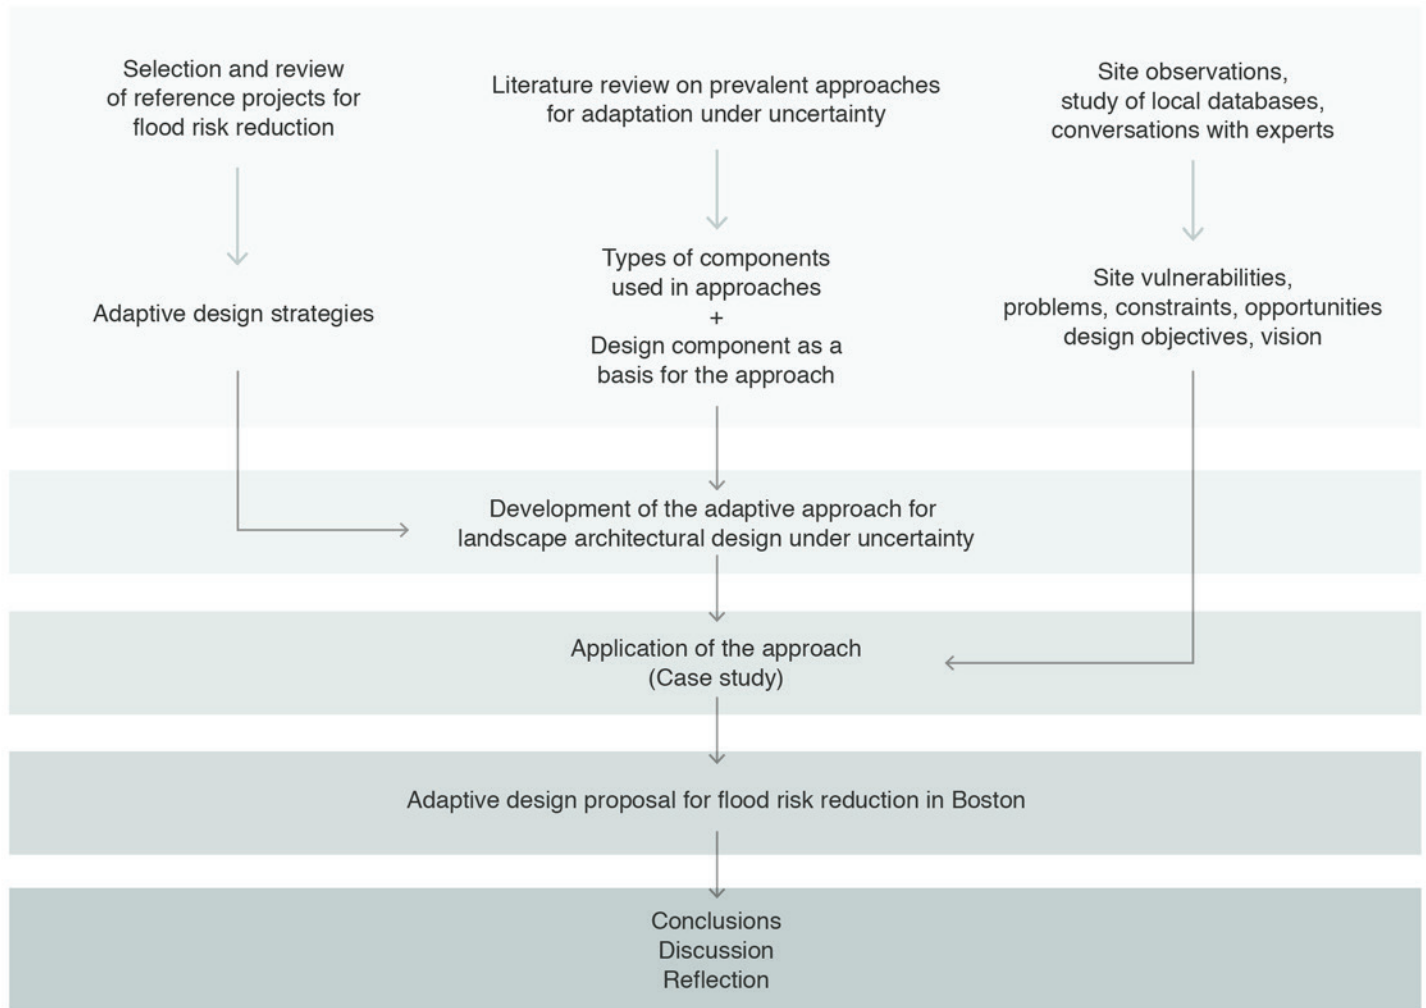 Selection and review
of reference projects for
flood risk reduction
Literature review on prevalent approaches
for adaptation under uncertainty
Site observations,
study of local databases,
conversations with experts
Adaptive design strategies
Types of components
used in approaches
+
Design component as a
basis for the approach
Site vulnerabilities,
problems, constraints, opportunities
design objectives, vision
Development of the adaptive approach for
landscape architectural design under uncertainty
Application of the approach
(Case study)
Adaptive design proposal for flood risk reduction in Boston
Conclusions
Discussion
Reflection